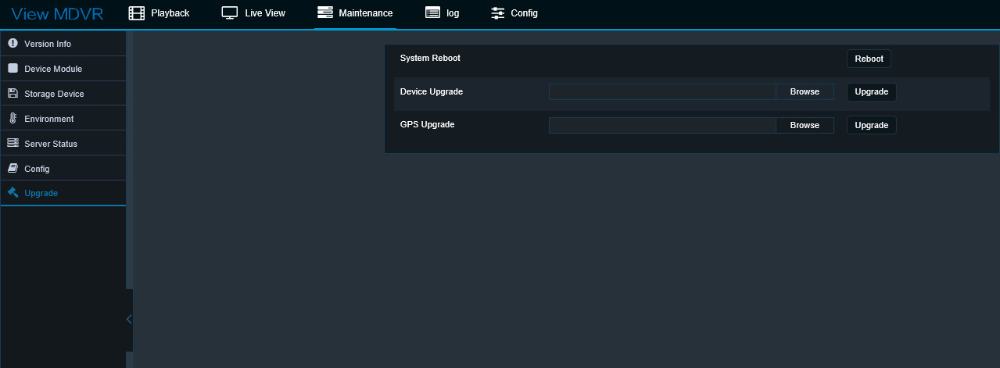 View MDVR Playback Live View Maintenance log Config
Version Info
Device Module
Storage Device
Environment
Server Status
Config
Upgrade
System Reboot Reboot
Device Upgrade Browse Upgrade
GPS Upgrade Browse Upgrade